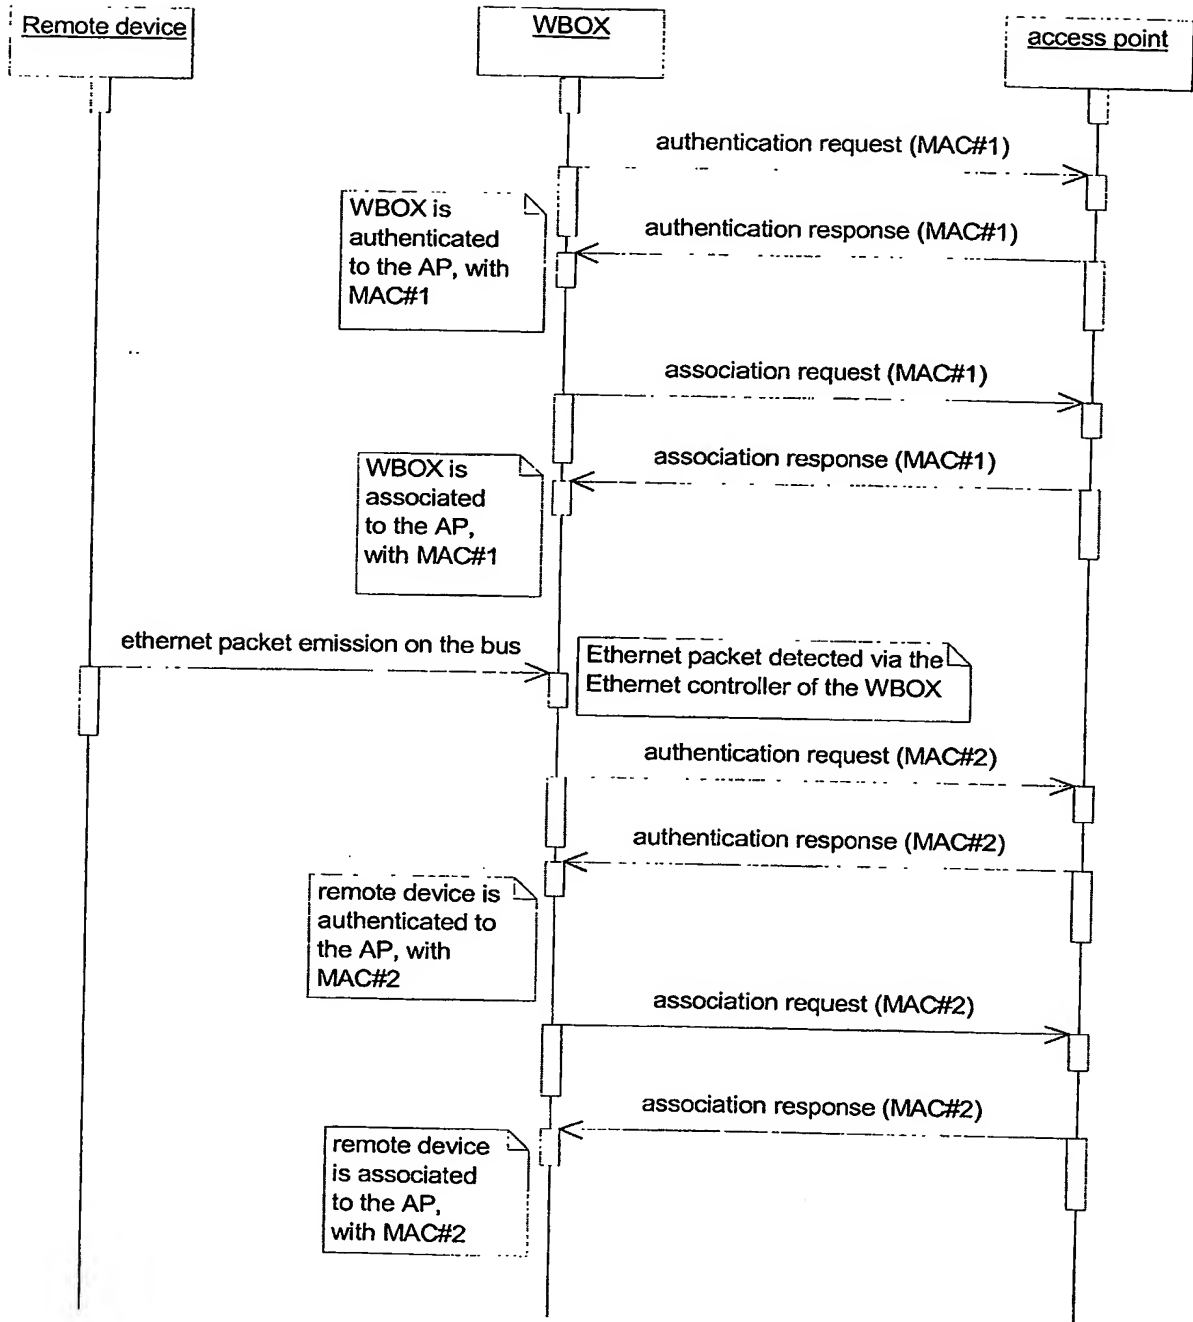 Remote device
WBOX
access point
authentication request (MAC#1)
WBOX is
authenticated
to the AP, with
MAC#1
authentication response (MAC#1)
association request (MAC#1)
association response (MAC#1)
WBOX is
associated
to the AP,
with MAC#1
ethernet packet emission on the bus
Ethernet packet detected via the
Ethernet controller of the WBOX
authentication request (MAC#2)
authentication response (MAC#2)
remote device is
authenticated to
the AP, with
MAC#2
association request (MAC#2)
association response (MAC#2)
remote device
is associated
to the AP,
with MAC#2